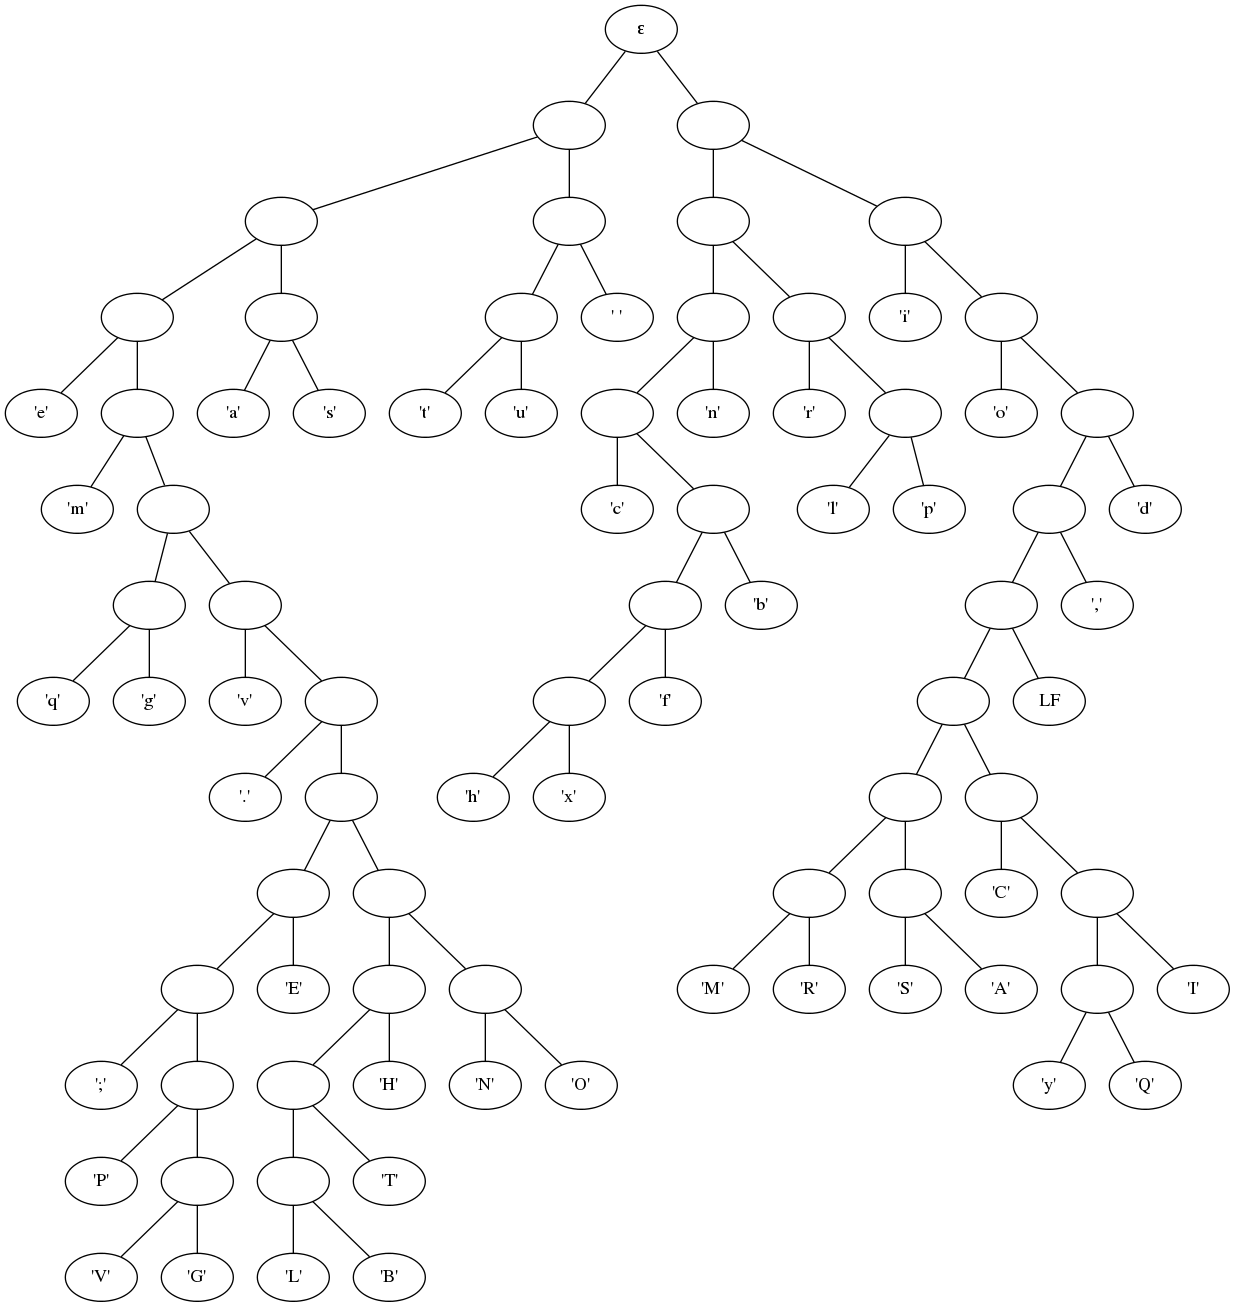 ε
' ' 'i'
'e' 'a' 's' 't' 'u' 'n' 'r' 'o'
'm' 'c' 'l' 'p' 'd'
'b' ','
'q' 'g' 'v' 'f' LF
'.' 'h' 'x'
'C'
'E' 'M' 'R' 'S' 'A' 'I'
';' 'H' 'N' 'O' 'y' 'Q'
'P' 'T'
'V' 'G' 'L' 'B'